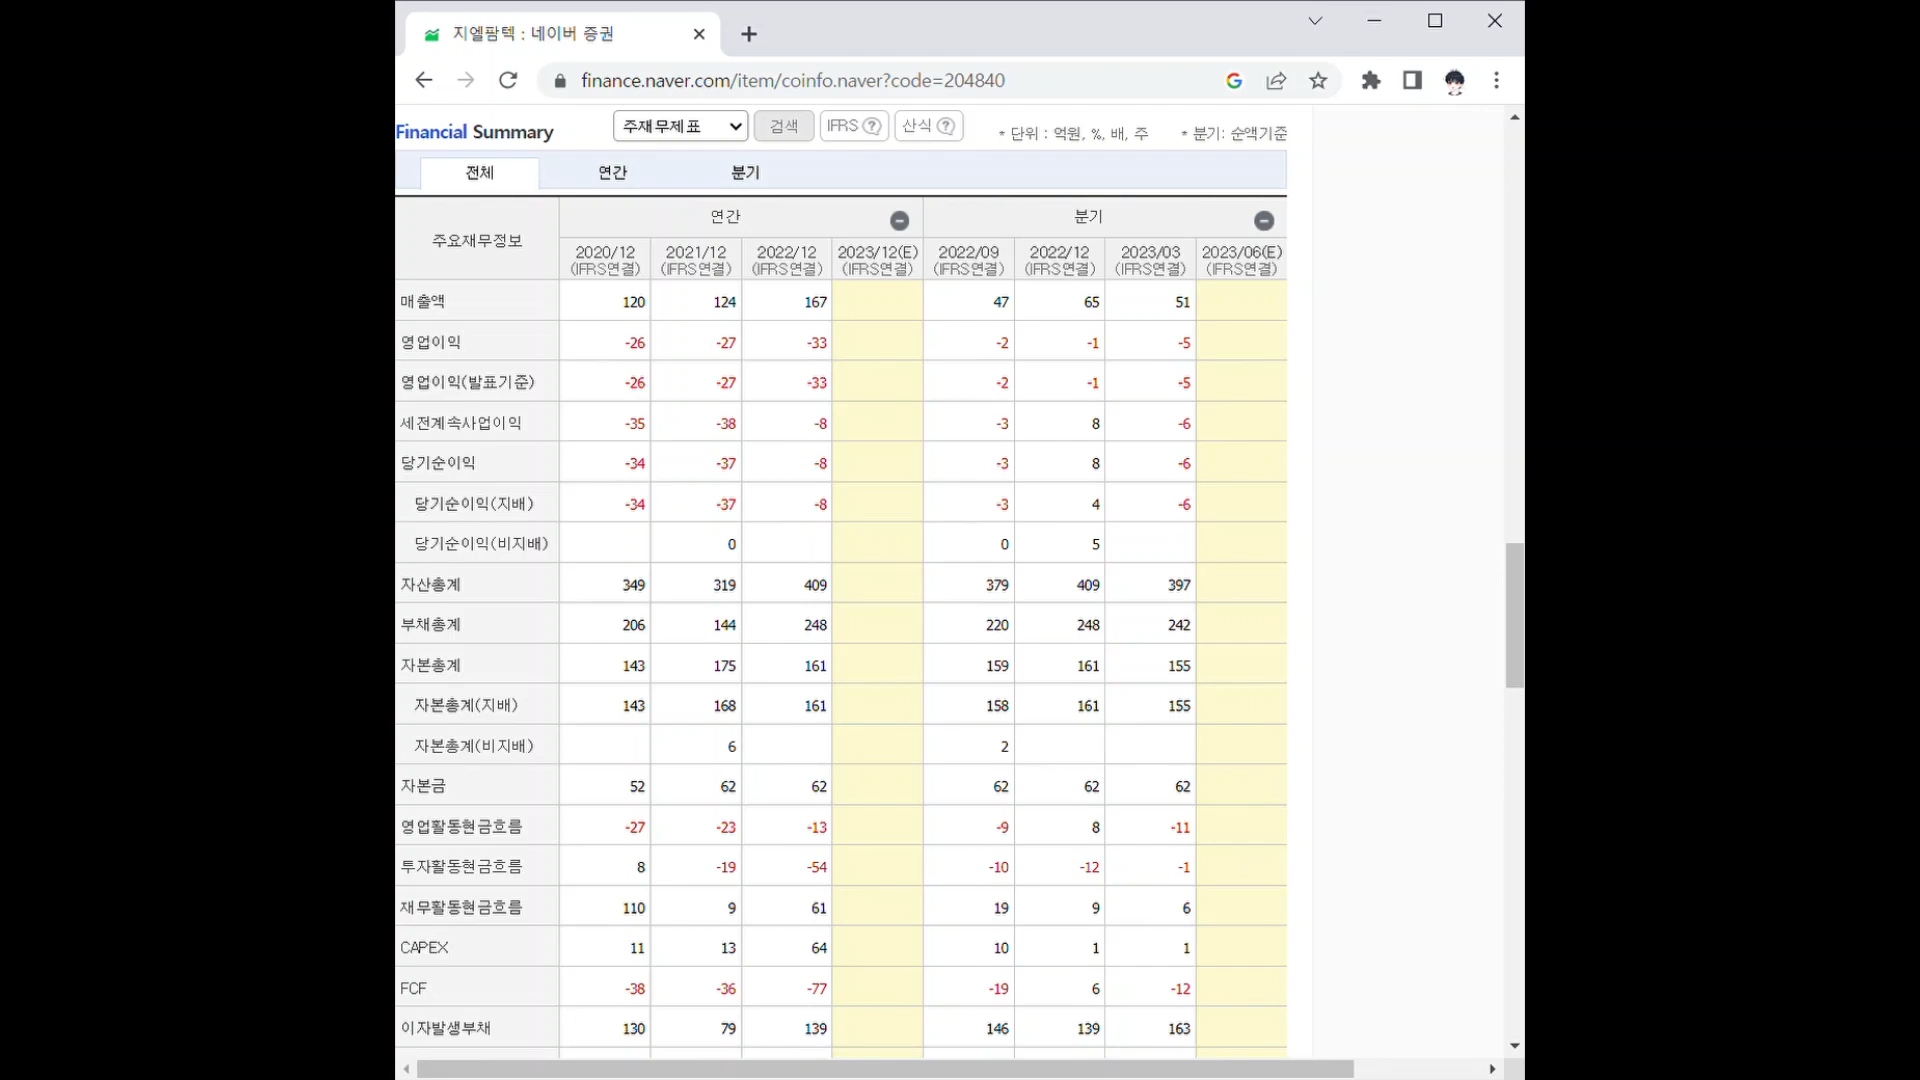 지엘팜텍 : 네이버 증권
finance.naver.com/item/coinfo.naver?code=204840
Financial Summary 주재무제표 검색 IFRS ? 산식 ? * 단위 : 억원, %, 배, 주 * 분기: 순액기준
전체 연간 분기
주요재무정보 연간 분기
2020/12 2021/12 2022/12 2023/12(E) 2022/09 2022/12 2023/03 2023/06(E)
(IFRS연결) (IFRS연결) (IFRS연결) (IFRS연결) (IFRS연결) (IFRS연결) (IFRS연결) (IFRS연결)
매출액 120 124 167 47 65 51
영업이익 -26 -27 -33 -2 -1 -5
영업이익(발표기준) -26 -27 -33 -2 -1 -5
세전계속사업이익 -35 -38 -8 -3 8 -6
당기순이익 -34 -37 -8 -3 8 -6
당기순이익(지배) -34 -37 -8 -3 4 -6
당기순이익(비지배) 0 0 5
자산총계 349 319 409 379 409 397
부채총계 206 144 248 220 248 242
자본총계 143 175 161 159 161 155
자본총계(지배) 143 168 161 158 161 155
자본총계(비지배) 6 2
자본금 52 62 62 62 62 62
영업활동현금흐름 -27 -23 -13 -9 8 -11
투자활동현금흐름 8 -19 -54 -10 -12 -1
재무활동현금흐름 110 9 61 19 9 6
CAPEX 11 13 64 10 1 1
FCF -38 -36 -77 -19 6 -12
이자발생부채 130 79 139 146 139 163